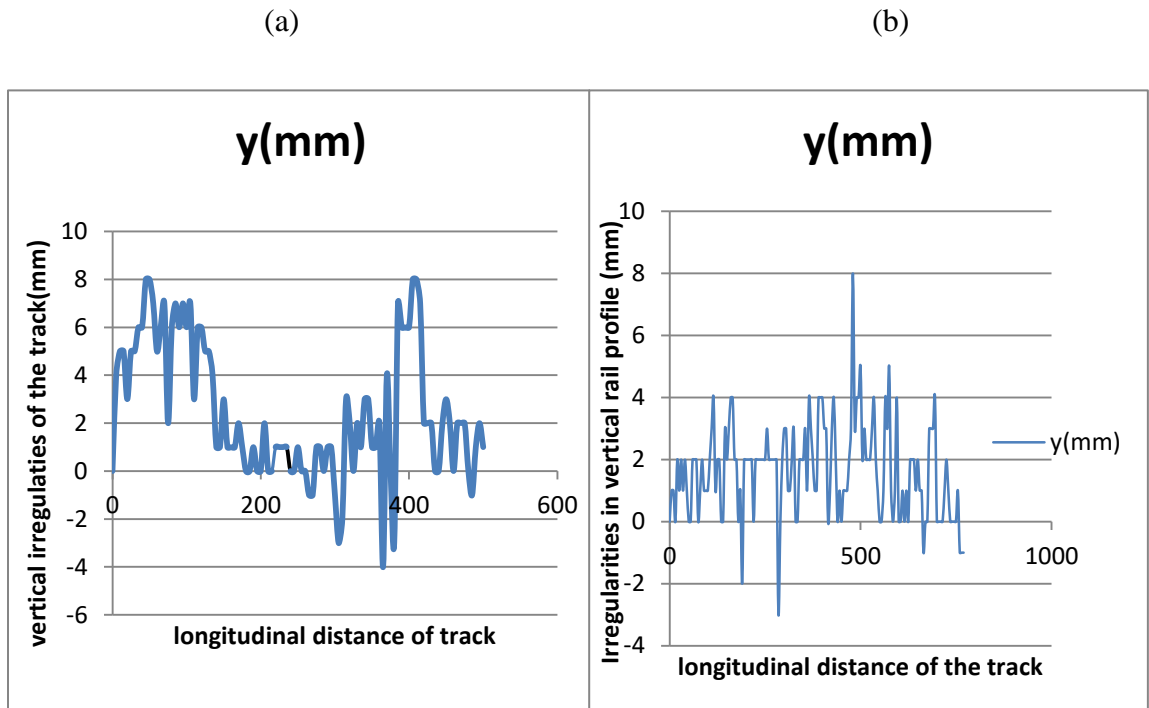 (a)
(b)
y(mm)
vertical irregulaties of the track(mm)
10
8
6
4
2
0
-2
-4
-6
0
200
400
600
longitudinal distance of track
y(mm)
Irregularities in vertical rail profile (mm)
10
8
6
4
2
0
-2
-4
0
500
1000
y(mm)
longitudinal distance of the track